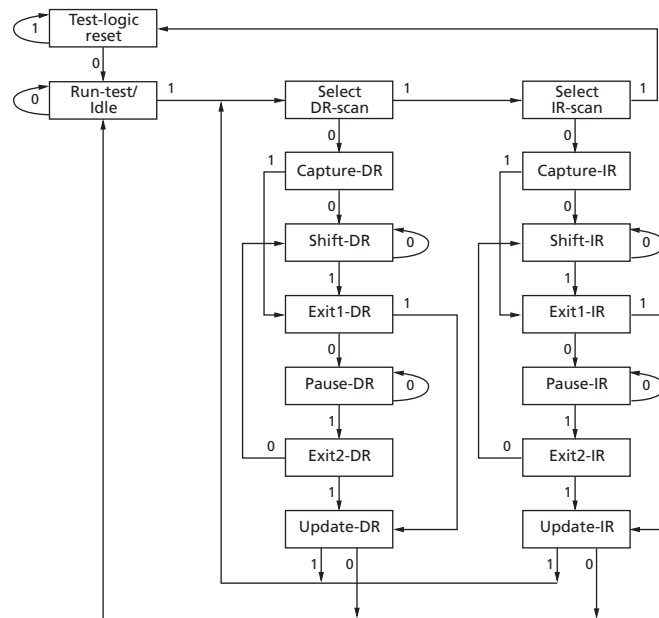 Test-logic
reset
1
0
Run-test/
Idle
0
1
Select
DR-scan
1
Select
IR-scan
1
0
0
1
Capture-DR
1
Capture-IR
0
0
Shift-DR
0
Shift-IR
0
1
1
Exit1-DR
1
Exit1-IR
1
0
0
Pause-DR
0
Pause-IR
0
1
1
0
Exit2-DR
0
Exit2-IR
1
1
Update-DR
Update-IR
1
0
1
0